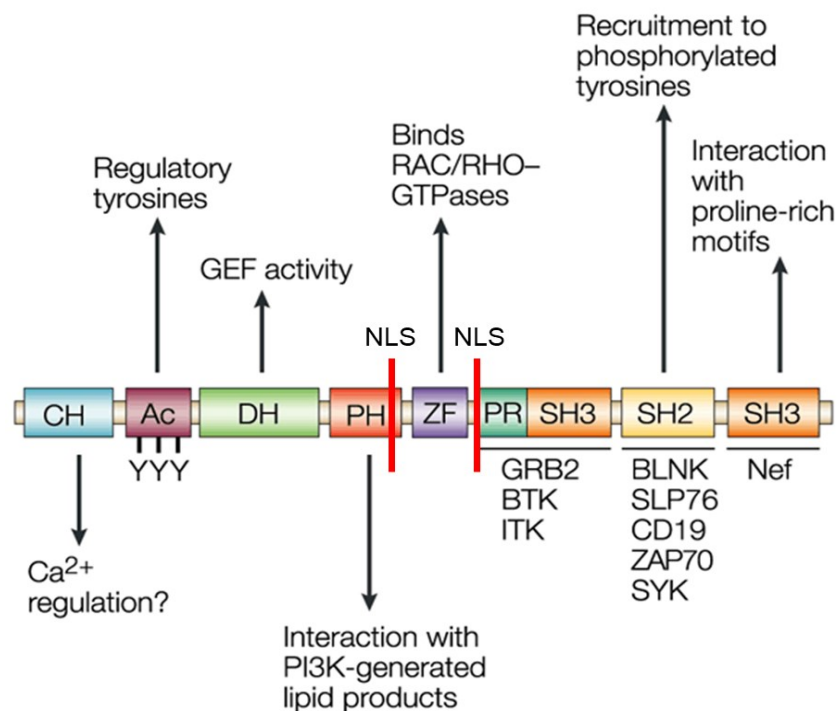 Recruitment to
phosphorylated
tyrosines
Binds
RAC/RHO–
GTPases
Interaction
with
proline-rich
motifs
Regulatory
tyrosines
GEF activity
NLS NLS
CH Ac DH PH ZF PR SH3 SH2 SH3
YYY
GRB2
BTK
ITK
BLNK
SLP76
CD19
ZAP70
SYK
Nef
Ca2+
regulation?
Interaction with
PI3K-generated
lipid products